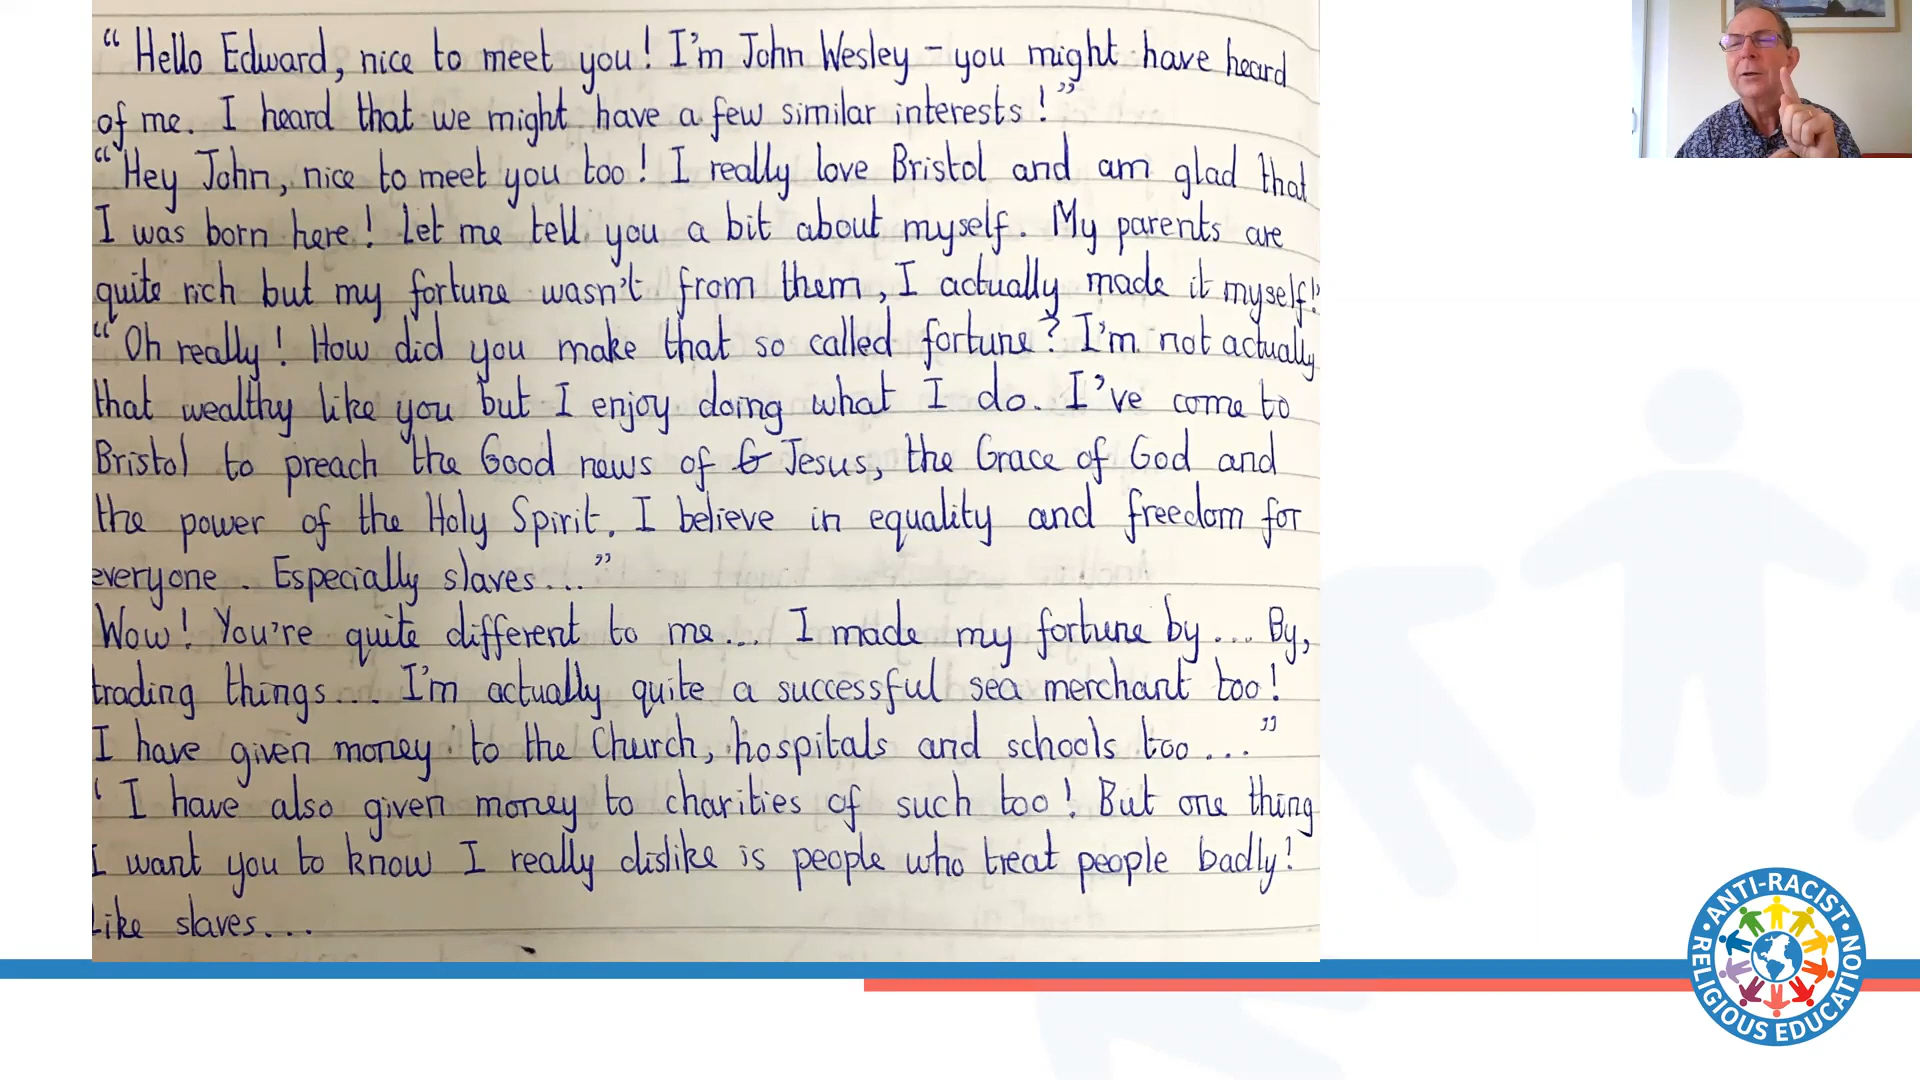 “Hello Edward, nice to meet you! I'm John Wesley - you might have heard
of me. I heard that we might have a few similar interests!”
“Hey John, nice to meet you too! I really love Bristol and am glad that
I was born here! Let me tell you a bit about myself. My parents are
quite rich but my fortune wasn't from them, I actually made it myself!”
“Oh really! How did you make that so called fortune? I'm not actually
that wealthy like you but I enjoy doing what I do. I've come to
Bristol to preach the Good news of Jesus, the Grace of God and
the power of the Holy Spirit. I believe in equality and freedom for
everyone. Especially slaves...”
Wow! You're quite different to me... I made my fortune by... By,
trading things... I'm actually quite a successful sea merchant too!
I have given money to the Church, hospitals and schools too...”
‘I have also given money to charities of such too! But one thing
I want you to know I really dislike is people who treat people badly!
Like slaves...
ANTI-RACIST
RELIGIOUS EDUCATION